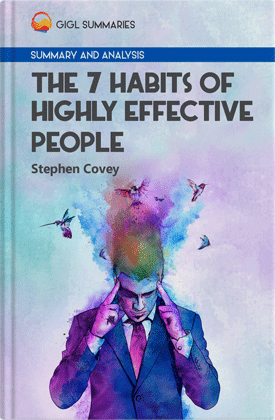 GIGL SUMMARIES
SUMMARY AND ANALYSIS
THE 7 HABITS OF
HIGHLY EFFECTIVE
PEOPLE
Stephen Covey